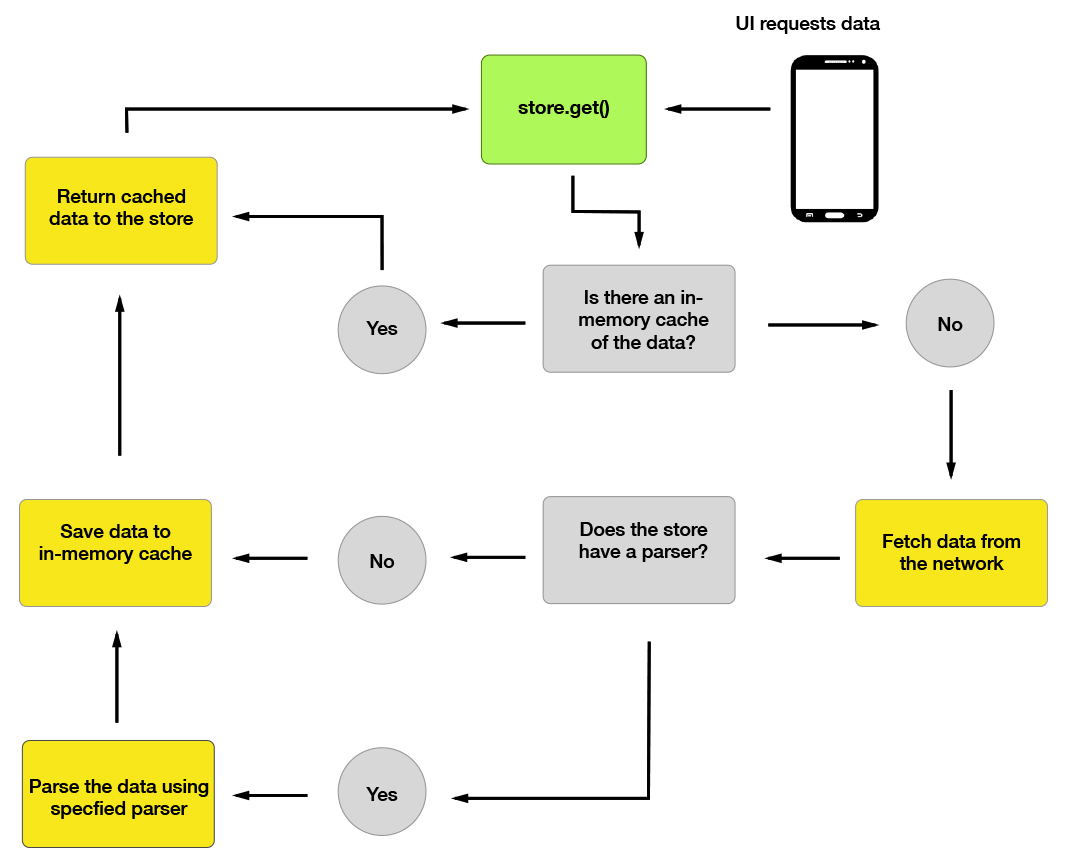 UI requests data
store.get()
Return cached
data to the store
Is there an in-
memory cache
of the data?
Yes
No
Save data to
in-memory cache
No
Does the store
have a parser?
Fetch data from
the network
Parse the data using
specfied parser
Yes